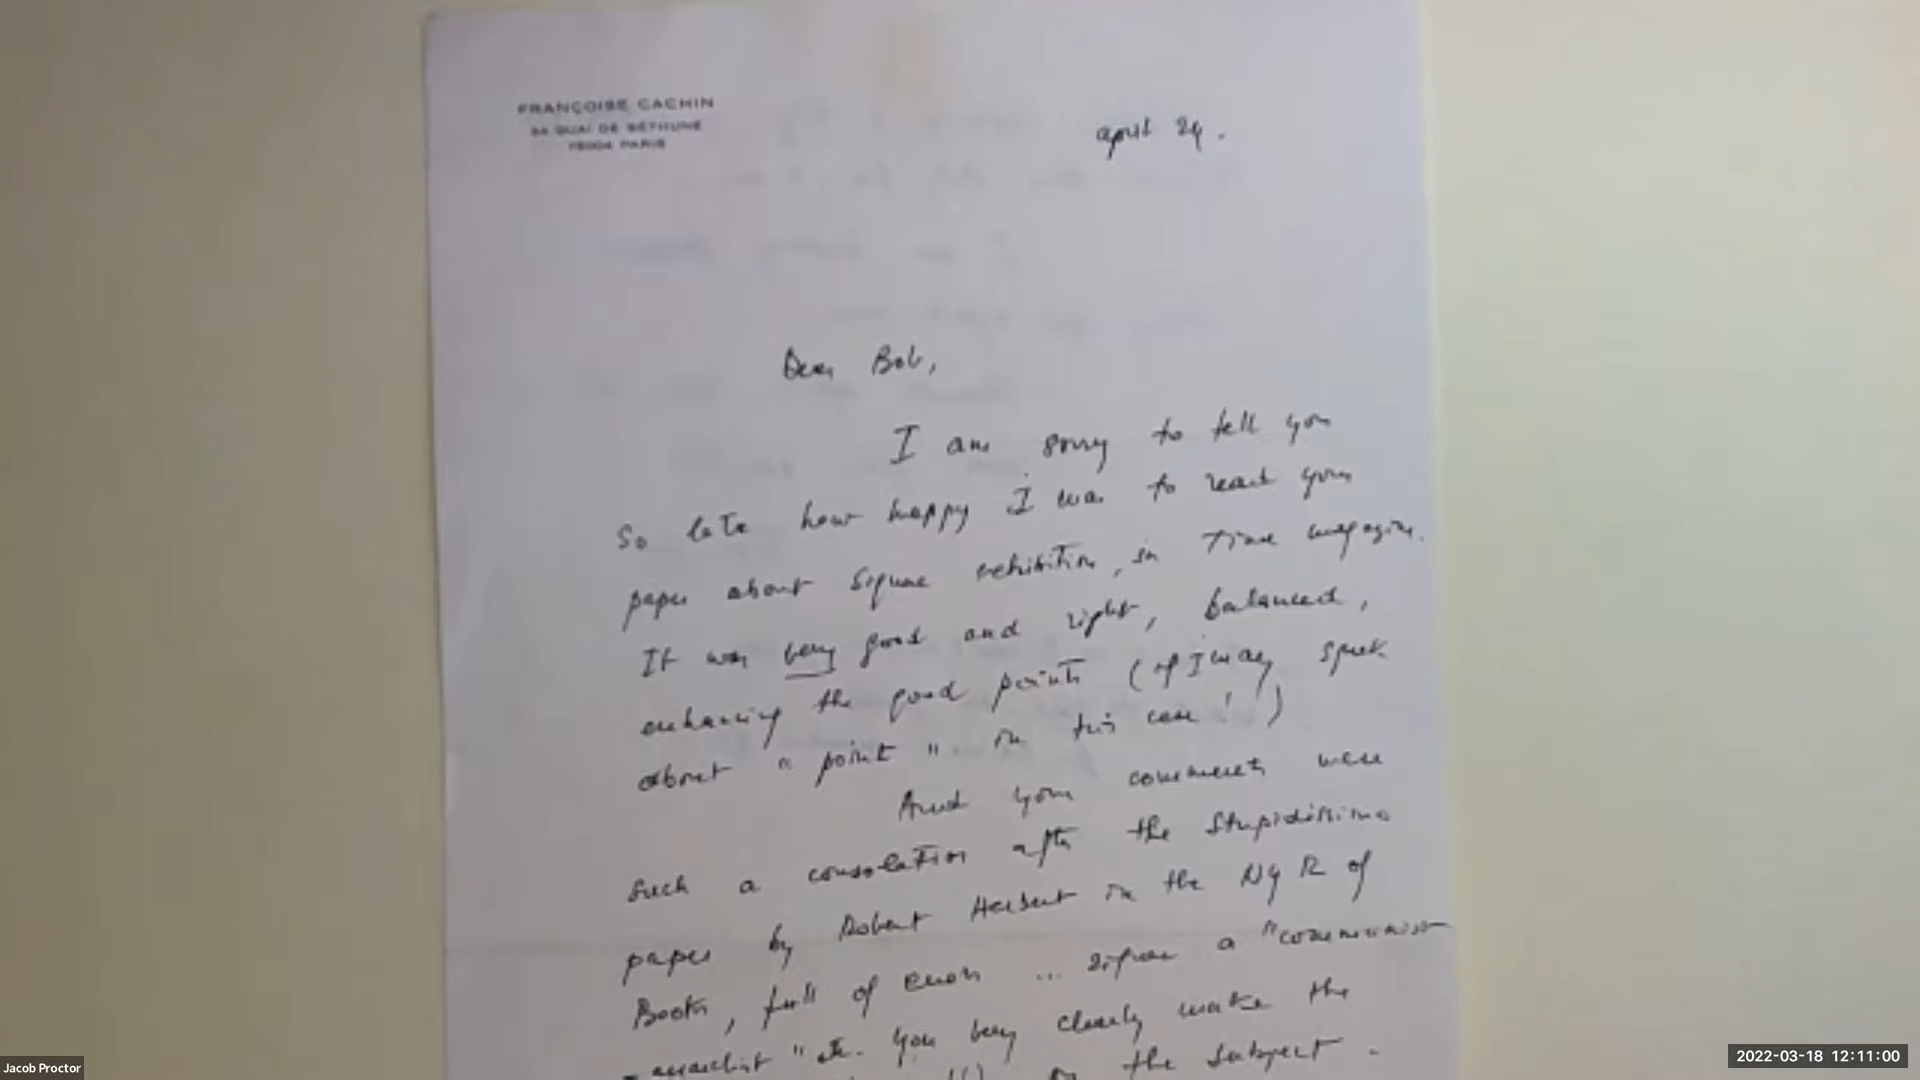 FRANÇOISE CACHIN
QUAI DE BÉTHUNE
75004 PARIS
april 24.
Dear Bob,
I am sorry to tell you
So late how happy I was to read your
paper about Signac exhibition, in Time magazine.
It was very good and right, balanced,
enhancing the good points (if I may speak
about "a point" in this case!)
And your comments were
such a consolation after the stupidissimo
paper by Robert Herbert in the NY R of
Books, full of errors ... Signac a "communist
-anarchist" etc. You very clearly make the
the subject.
Jacob Proctor
2022-03-18 12:11:00